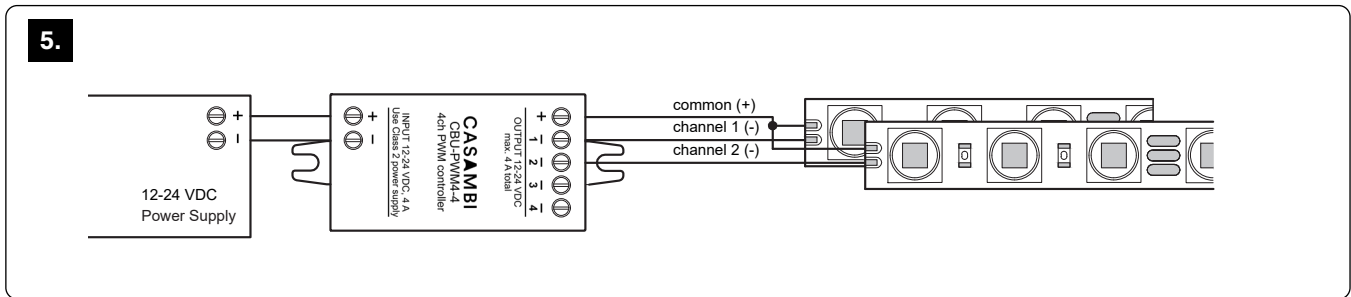 5.
+
−
12-24 VDC
Power Supply
+
−
INPUT 12-24 VDC, 4 A
Use Class 2 power supply
CASAMBI
CBU-PWM4-4
4ch PWM controller
OUTPUT 12-24 VDC
max. 4 A total
+
1 −
2 −
3 −
4 −
common (+)
channel 1 (-)
channel 2 (-)
0
0